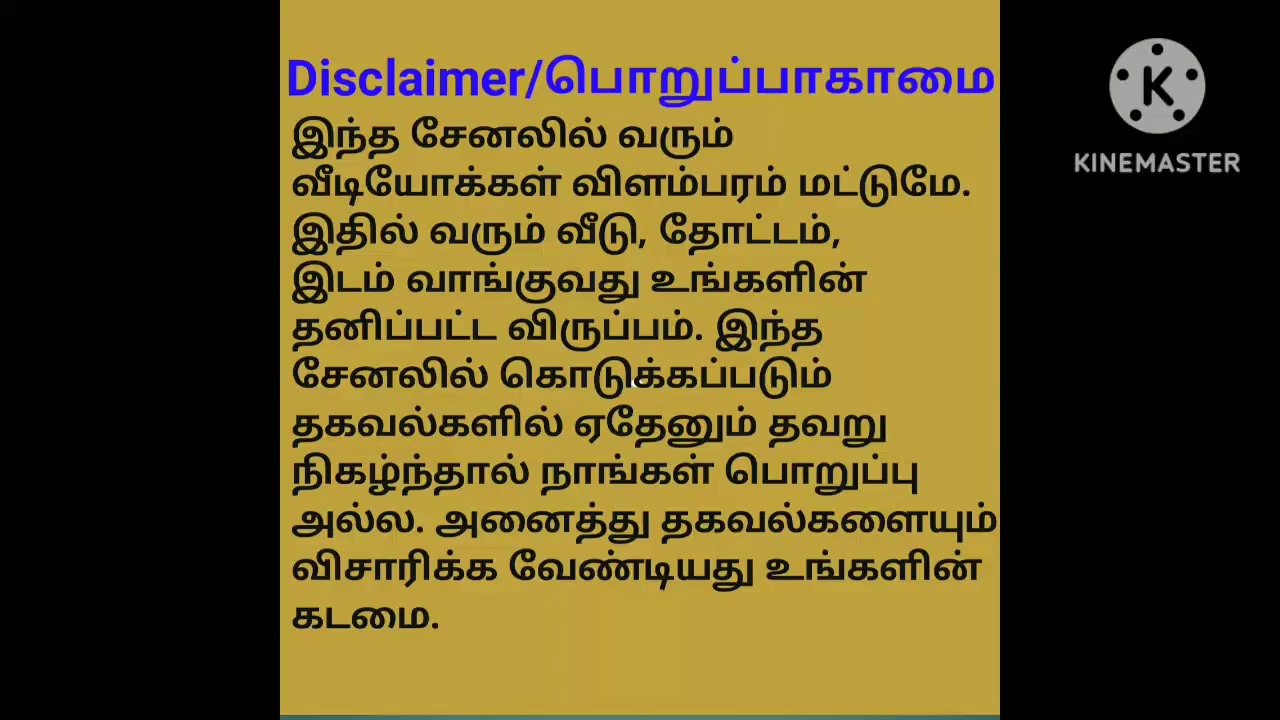 Disclaimer/பொறுப்பாகாமை
இந்த சேனலில் வரும்
வீடியோக்கள் விளம்பரம் மட்டுமே.
இதில் வரும் வீடு, தோட்டம்,
இடம் வாங்குவது உங்களின்
தனிப்பட்ட விருப்பம். இந்த
சேனலில் கொடுக்கப்படும்
தகவல்களில் ஏதேனும் தவறு
நிகழ்ந்தால் நாங்கள் பொறுப்பு
அல்ல. அனைத்து தகவல்களையும்
விசாரிக்க வேண்டியது உங்களின்
கடமை.
K
KINEMASTER